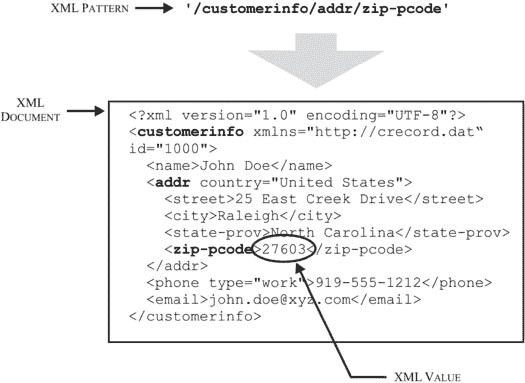 XML PATTERN '/customerinfo/addr/zip-pcode'
XML
DOCUMENT
<?xml version="1.0" encoding="UTF-8"?>
<customerinfo xmlns="http://crecord.dat“
id="1000">
<name>John Doe</name>
<addr country="United States">
<street>25 East Creek Drive</street>
<city>Raleigh</city>
<state-prov>North Carolina</state-prov>
<zip-pcode>27603</zip-pcode>
</addr>
<phone type="work">919-555-1212</phone>
<email>john.doe@xyz.com</email>
</customerinfo>
XML VALUE